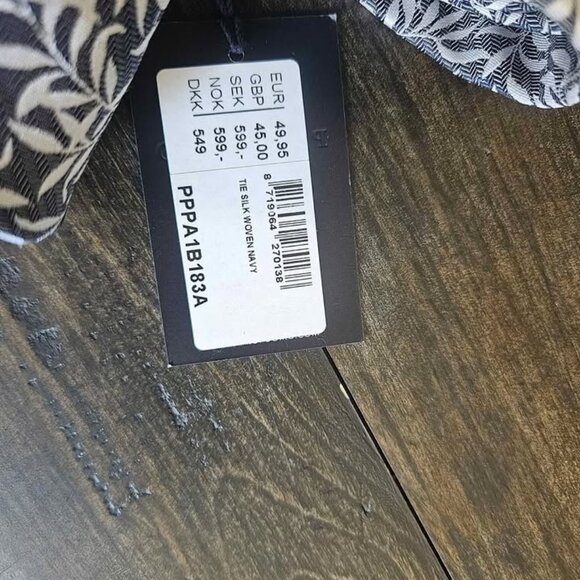 EUR 49,95
GBP 45,00
SEK 599,-
NOK 599,-
DKK 549
8 719064 270138
TIE SILK WOVEN NAVY
PPPA1B183A